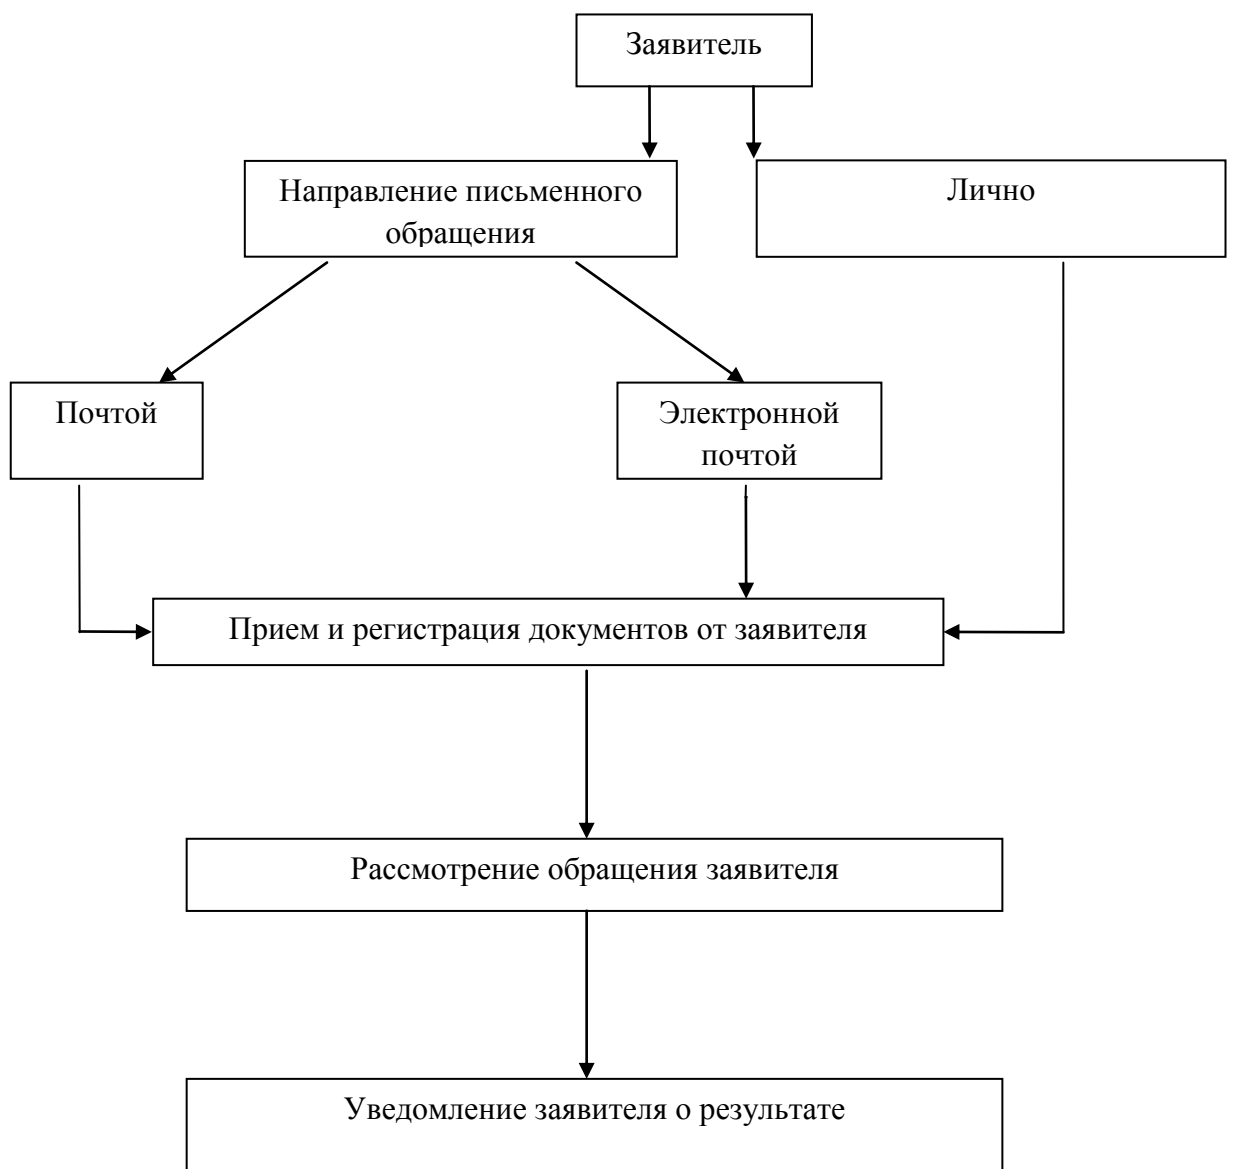 Заявитель
Направление письменного
обращения
Лично
Почтой
Электронной
почтой
Прием и регистрация документов от заявителя
Рассмотрение обращения заявителя
Уведомление заявителя о результате